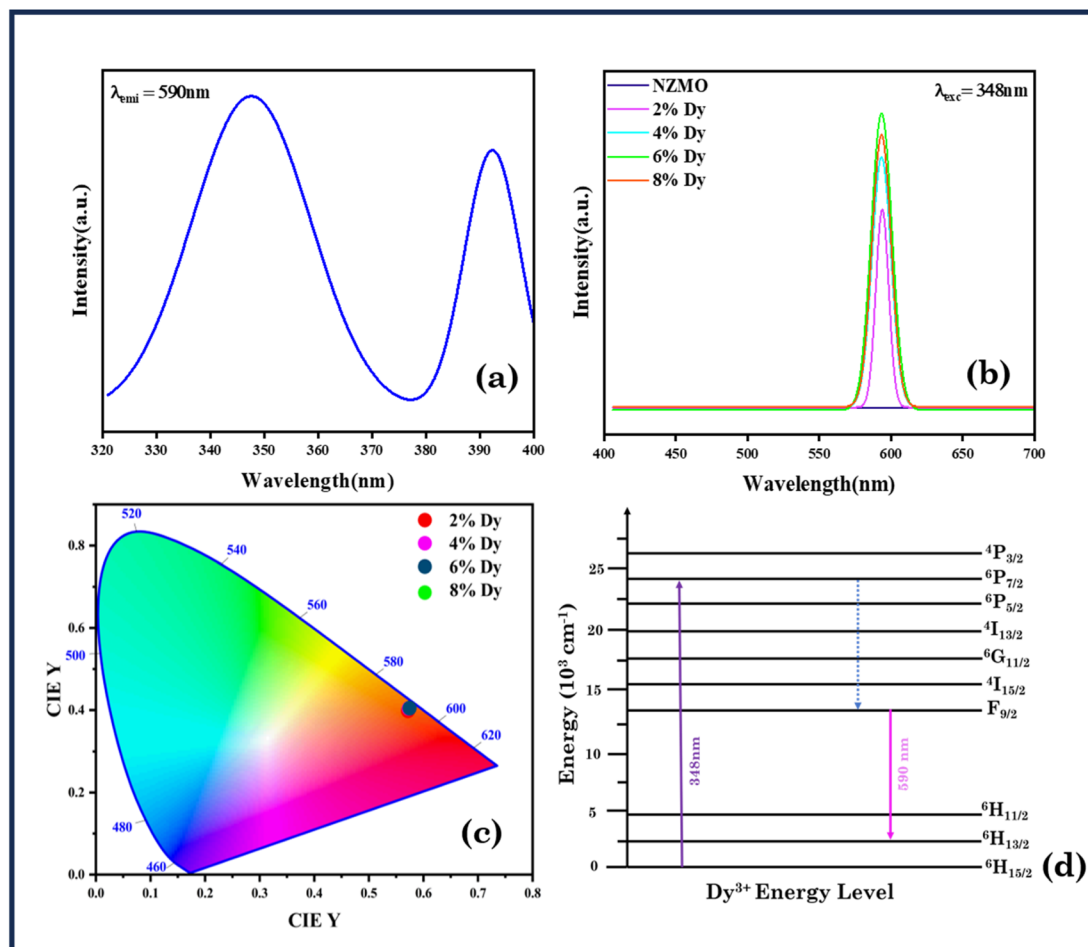 λemi = 590nm
Intensity(a.u.)
320 330 340 350 360 370 380 390 400
Wavelength(nm)
(a)
NZMO
2% Dy
4% Dy
6% Dy
8% Dy
λexc= 348nm
Intensity(a.u.)
400 450 500 550 600 650 700
Wavelength(nm)
(b)
2% Dy
4% Dy
6% Dy
8% Dy
520
540
560
580
600
620
500
480
460
0.8
0.6
0.4
0.2
0.0
CIE Y
0.0 0.1 0.2 0.3 0.4 0.5 0.6 0.7 0.8
CIE Y
(c)
25
20
15
10
5
0
Energy (10³ cm⁻¹)
⁴P3/2
⁶P7/2
⁶P5/2
⁴I13/2
⁶G11/2
⁴I15/2
F9/2
⁶H11/2
⁶H13/2
⁶H15/2
348nm
590 nm
Dy³⁺ Energy Level
(d)